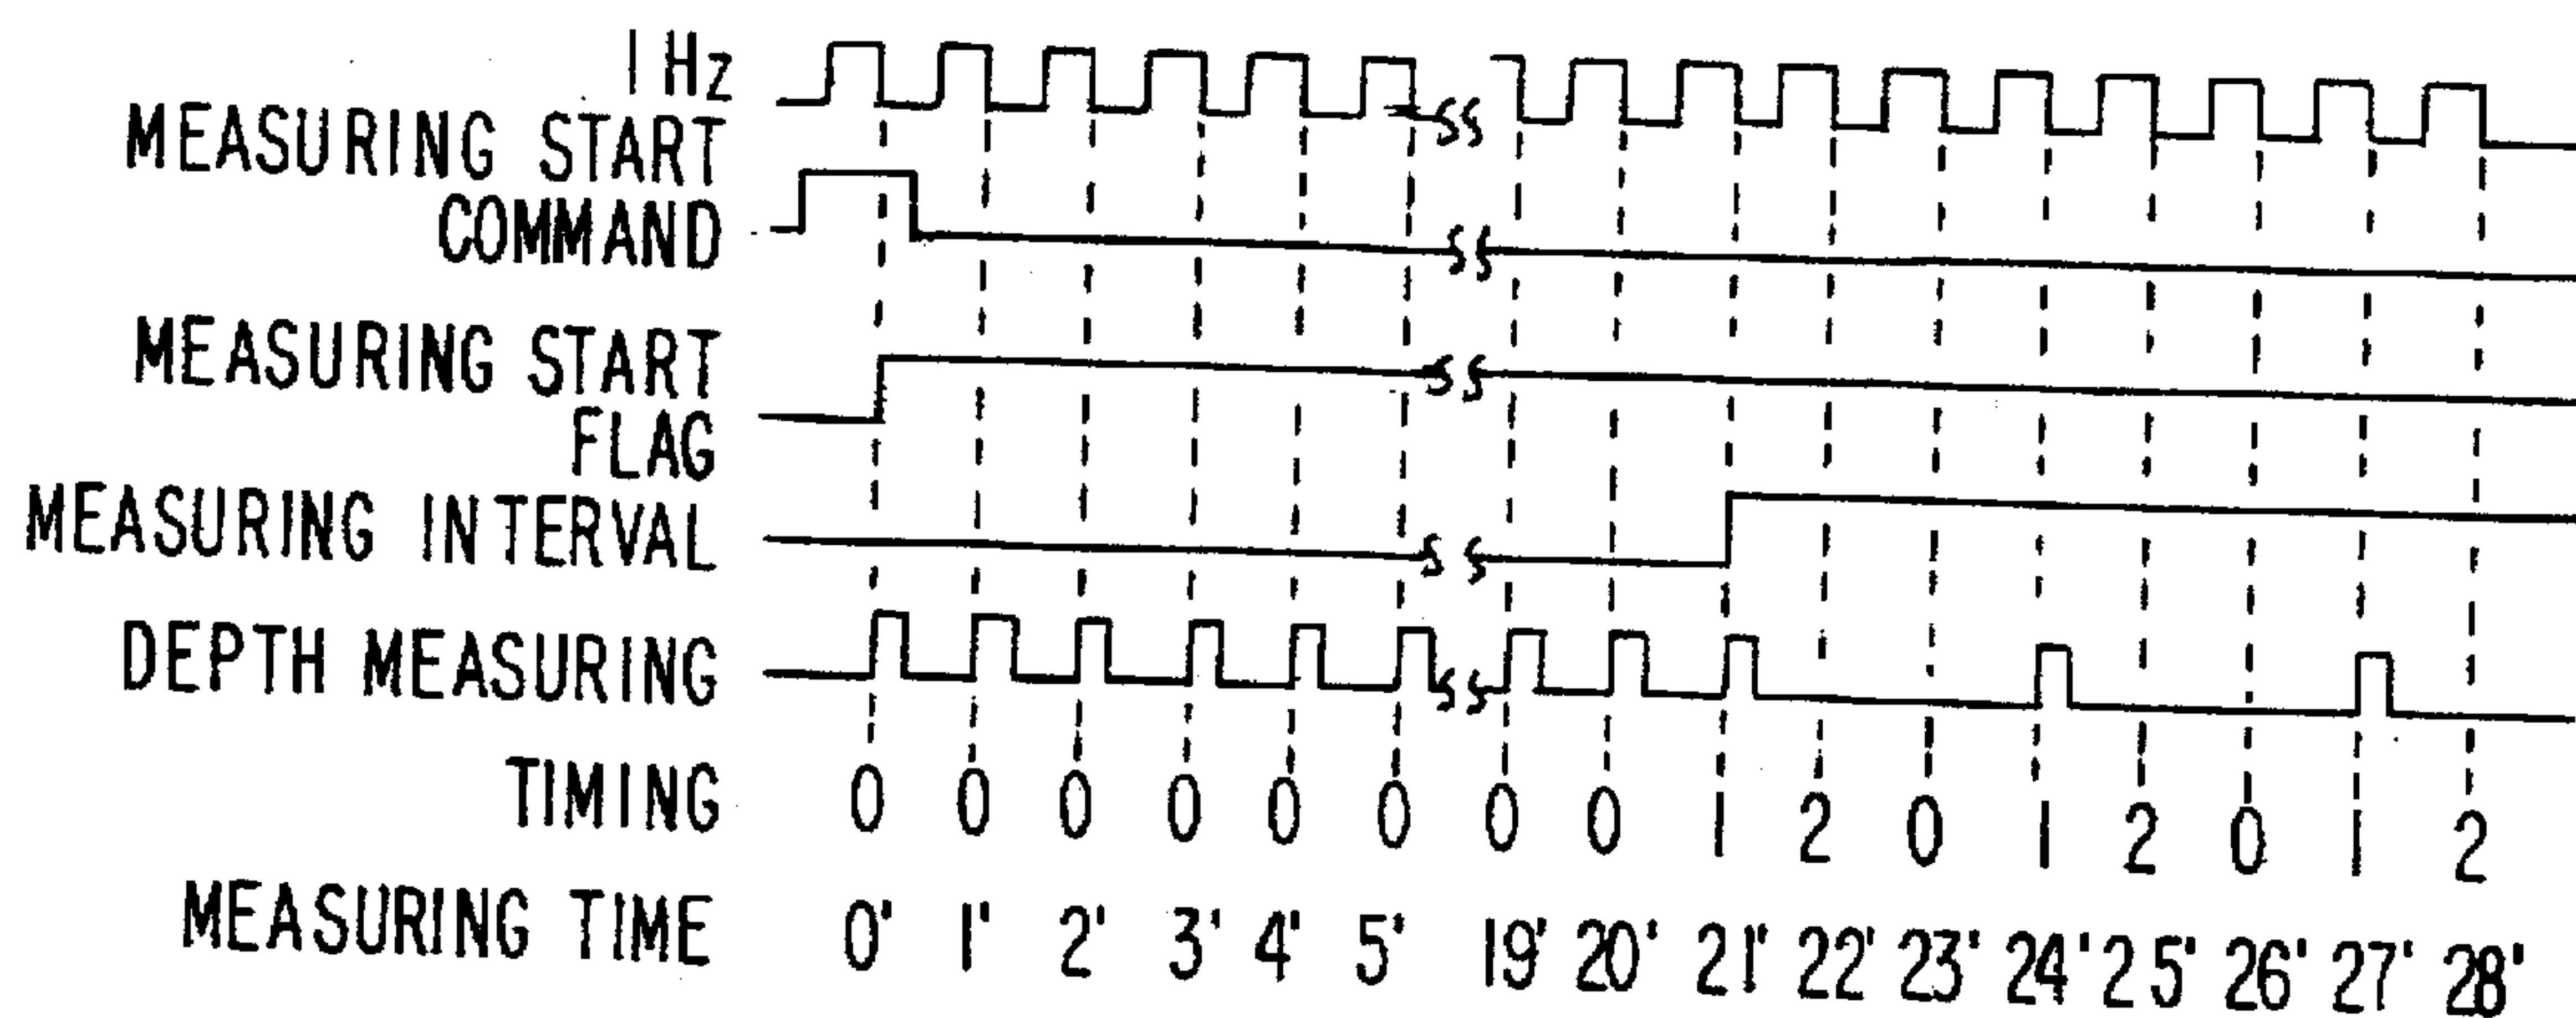 1 Hz
MEASURING START
COMMAND
MEASURING START
FLAG
MEASURING INTERVAL
DEPTH MEASURING
TIMING 0 0 0 0 0 0 0 0 1 2 0 1 2 0 1 2
MEASURING TIME 0' 1' 2' 3' 4' 5' 19' 20' 21' 22' 23' 24' 25' 26' 27' 28'